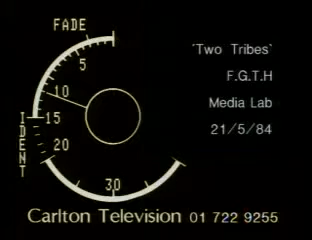 FADE
5
10
15
20
30
IDENT
'Two Tribes'
F.G.T.H
Media Lab
21/5/84
Carlton Television 01 722 9255